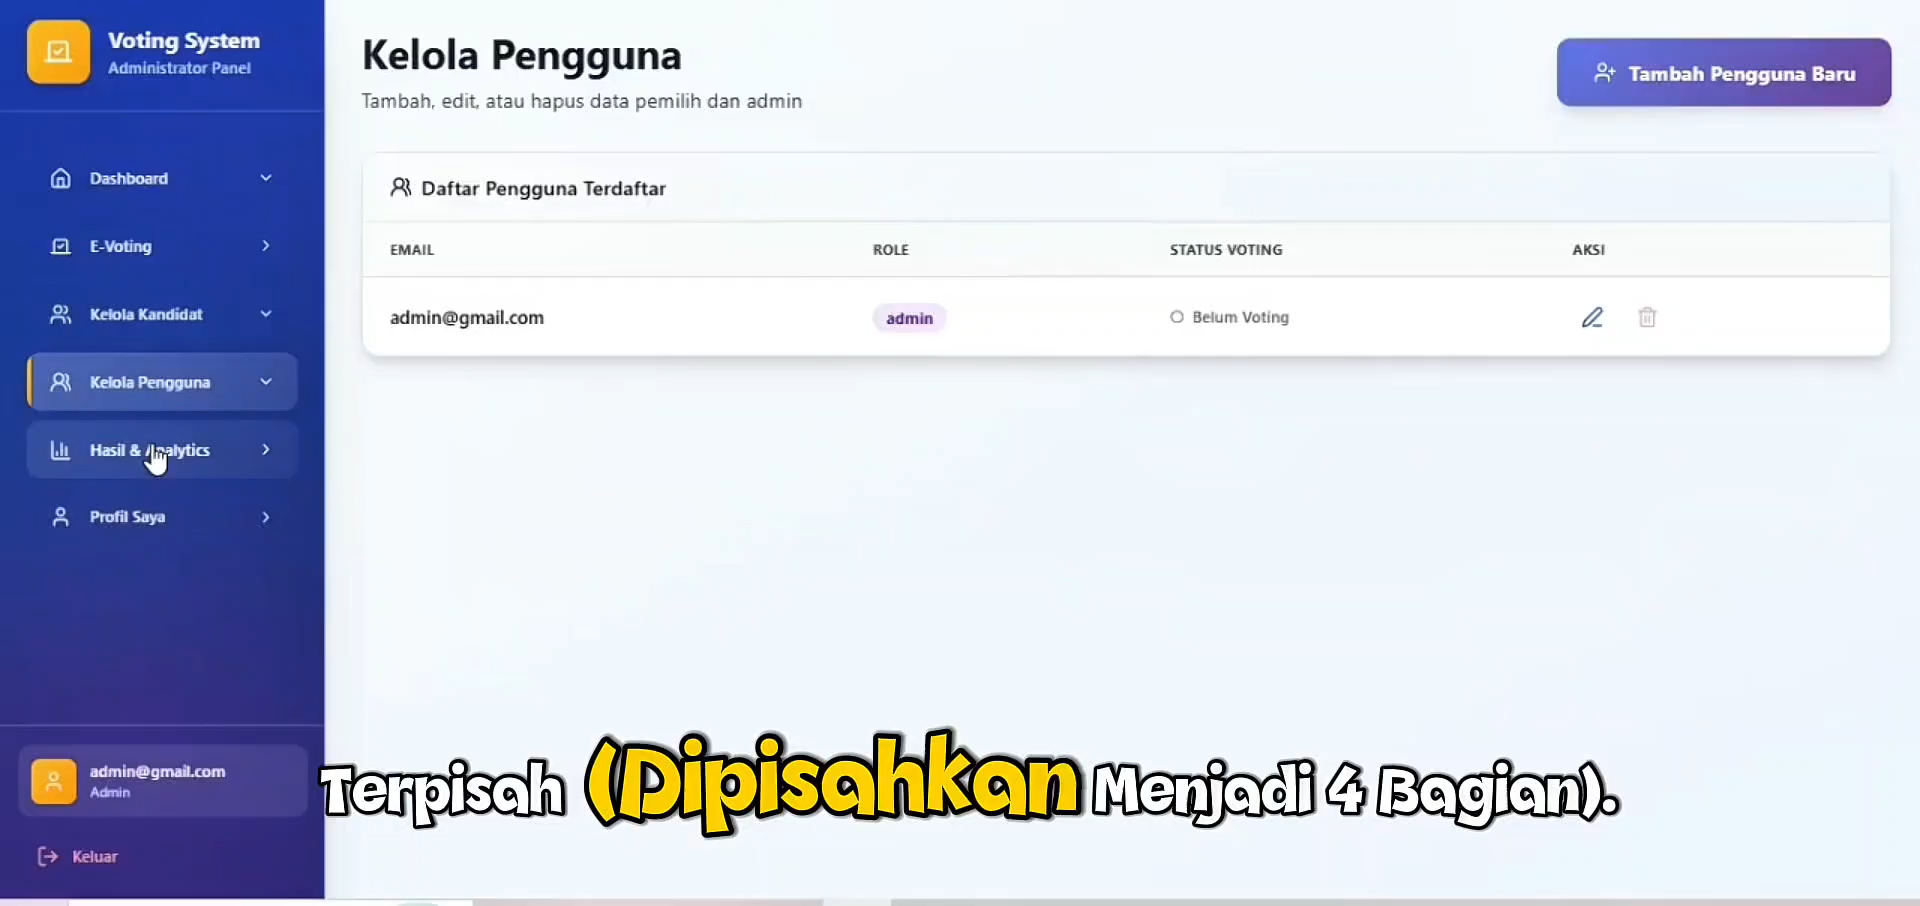 Voting System
Administrator Panel
Dashboard
E-Voting
Kelola Kandidat
Kelola Pengguna
Hasil & Analytics
Profil Saya
admin@gmail.com
Admin
Keluar
Kelola Pengguna
Tambah, edit, atau hapus data pemilih dan admin
Tambah Pengguna Baru
Daftar Pengguna Terdaftar
EMAIL ROLE STATUS VOTING AKSI
admin@gmail.com admin Belum Voting
Terpisah (Dipisahkan Menjadi 4 Bagian).